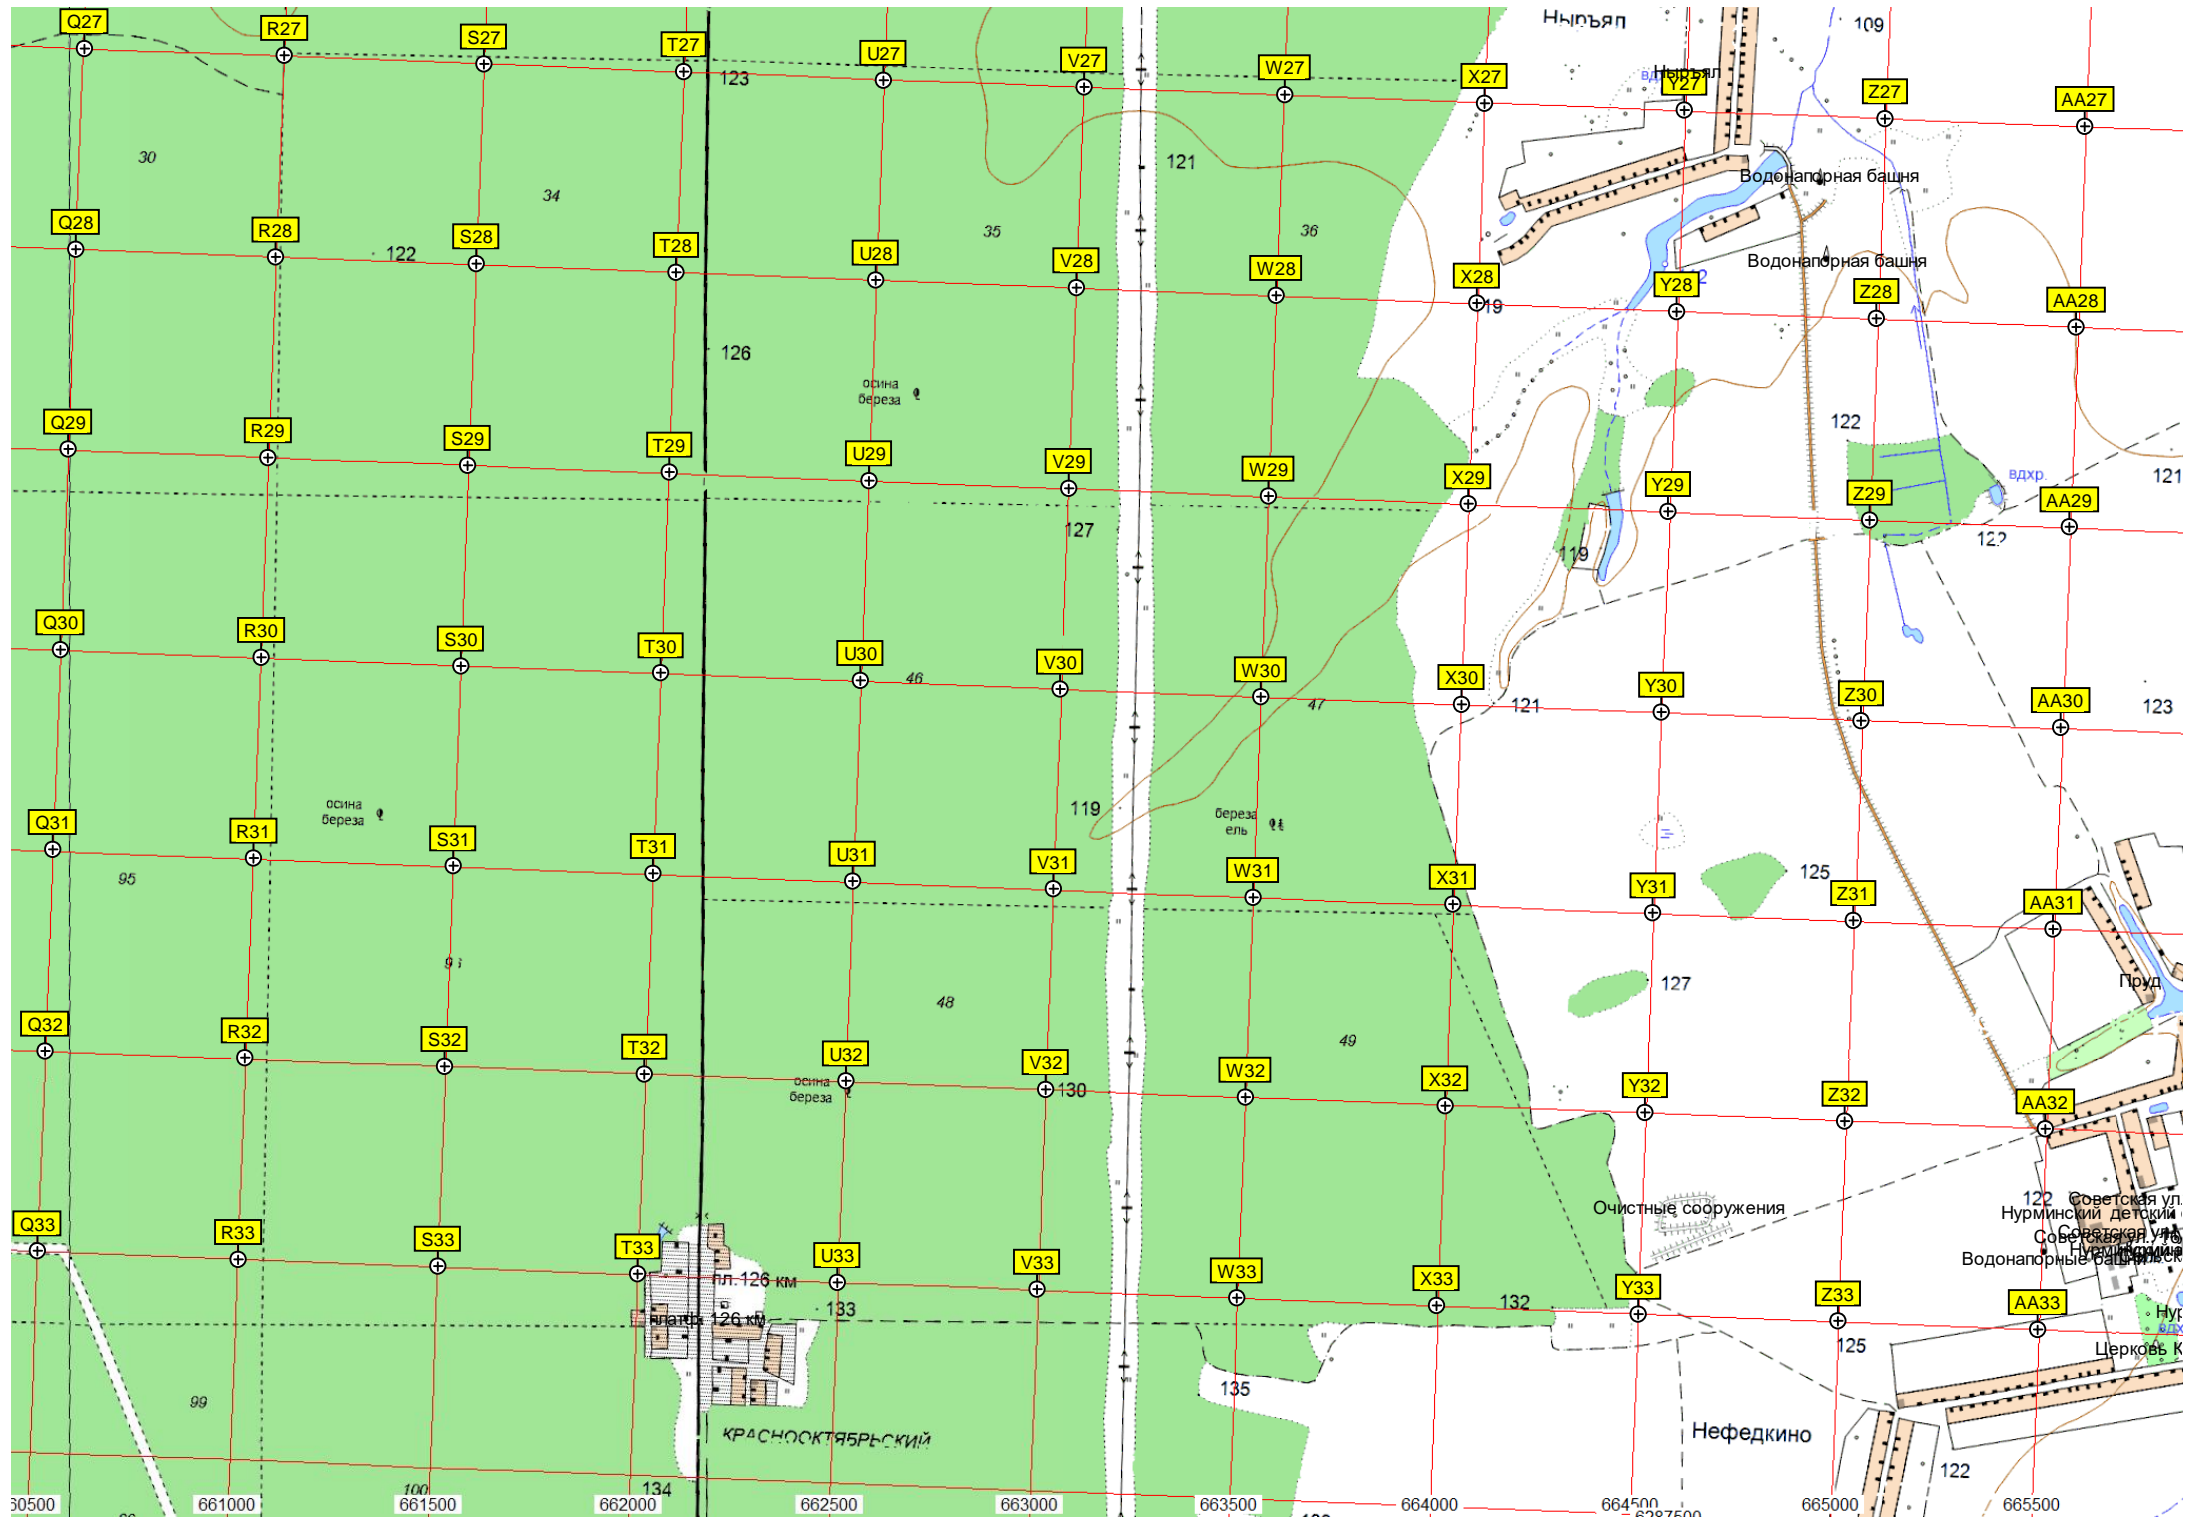 Ныръял
109
Q27 R27 S27 T27 U27 V27 W27 X27 Y27 Z27 AA27
Ныръял
123
30
34
121
Водонапорная башня
35
36
Q28 R28 S28 T28 U28 V28 W28 X28 Y28 Z28 AA28
122
Водонапорная башня
19
126
осина
береза
122
Q29 R29 S29 T29 U29 V29 W29 X29 Y29 Z29 AA29
вдхр.
121
127
119
122
Q30 R30 S30 T30 U30 V30 W30 X30 Y30 Z30 AA30
46
47
121
123
осина
береза
119
береза
ель
Q31 R31 S31 T31 U31 V31 W31 X31 Y31 Z31 AA31
95
125
48
127
Пруд
49
Q32 R32 S32 T32 U32 V32 W32 X32 Y32 Z32 AA32
осина
береза
130
Очистные сооружения
122
Советская ул
Нурминский детский
Водонапорные башни
Q33 R33 S33 T33 U33 V33 W33 X33 Y33 Z33 AA33
пл. 126 км
133
132
платф. 126 км
125
Церковь К
135
99
КРАСНООКТЯБРЬСКИЙ
Нефедкино
122
100
134
60500 661000 661500 662000 662500 663000 663500 664000 664500 665000 665500
6287500